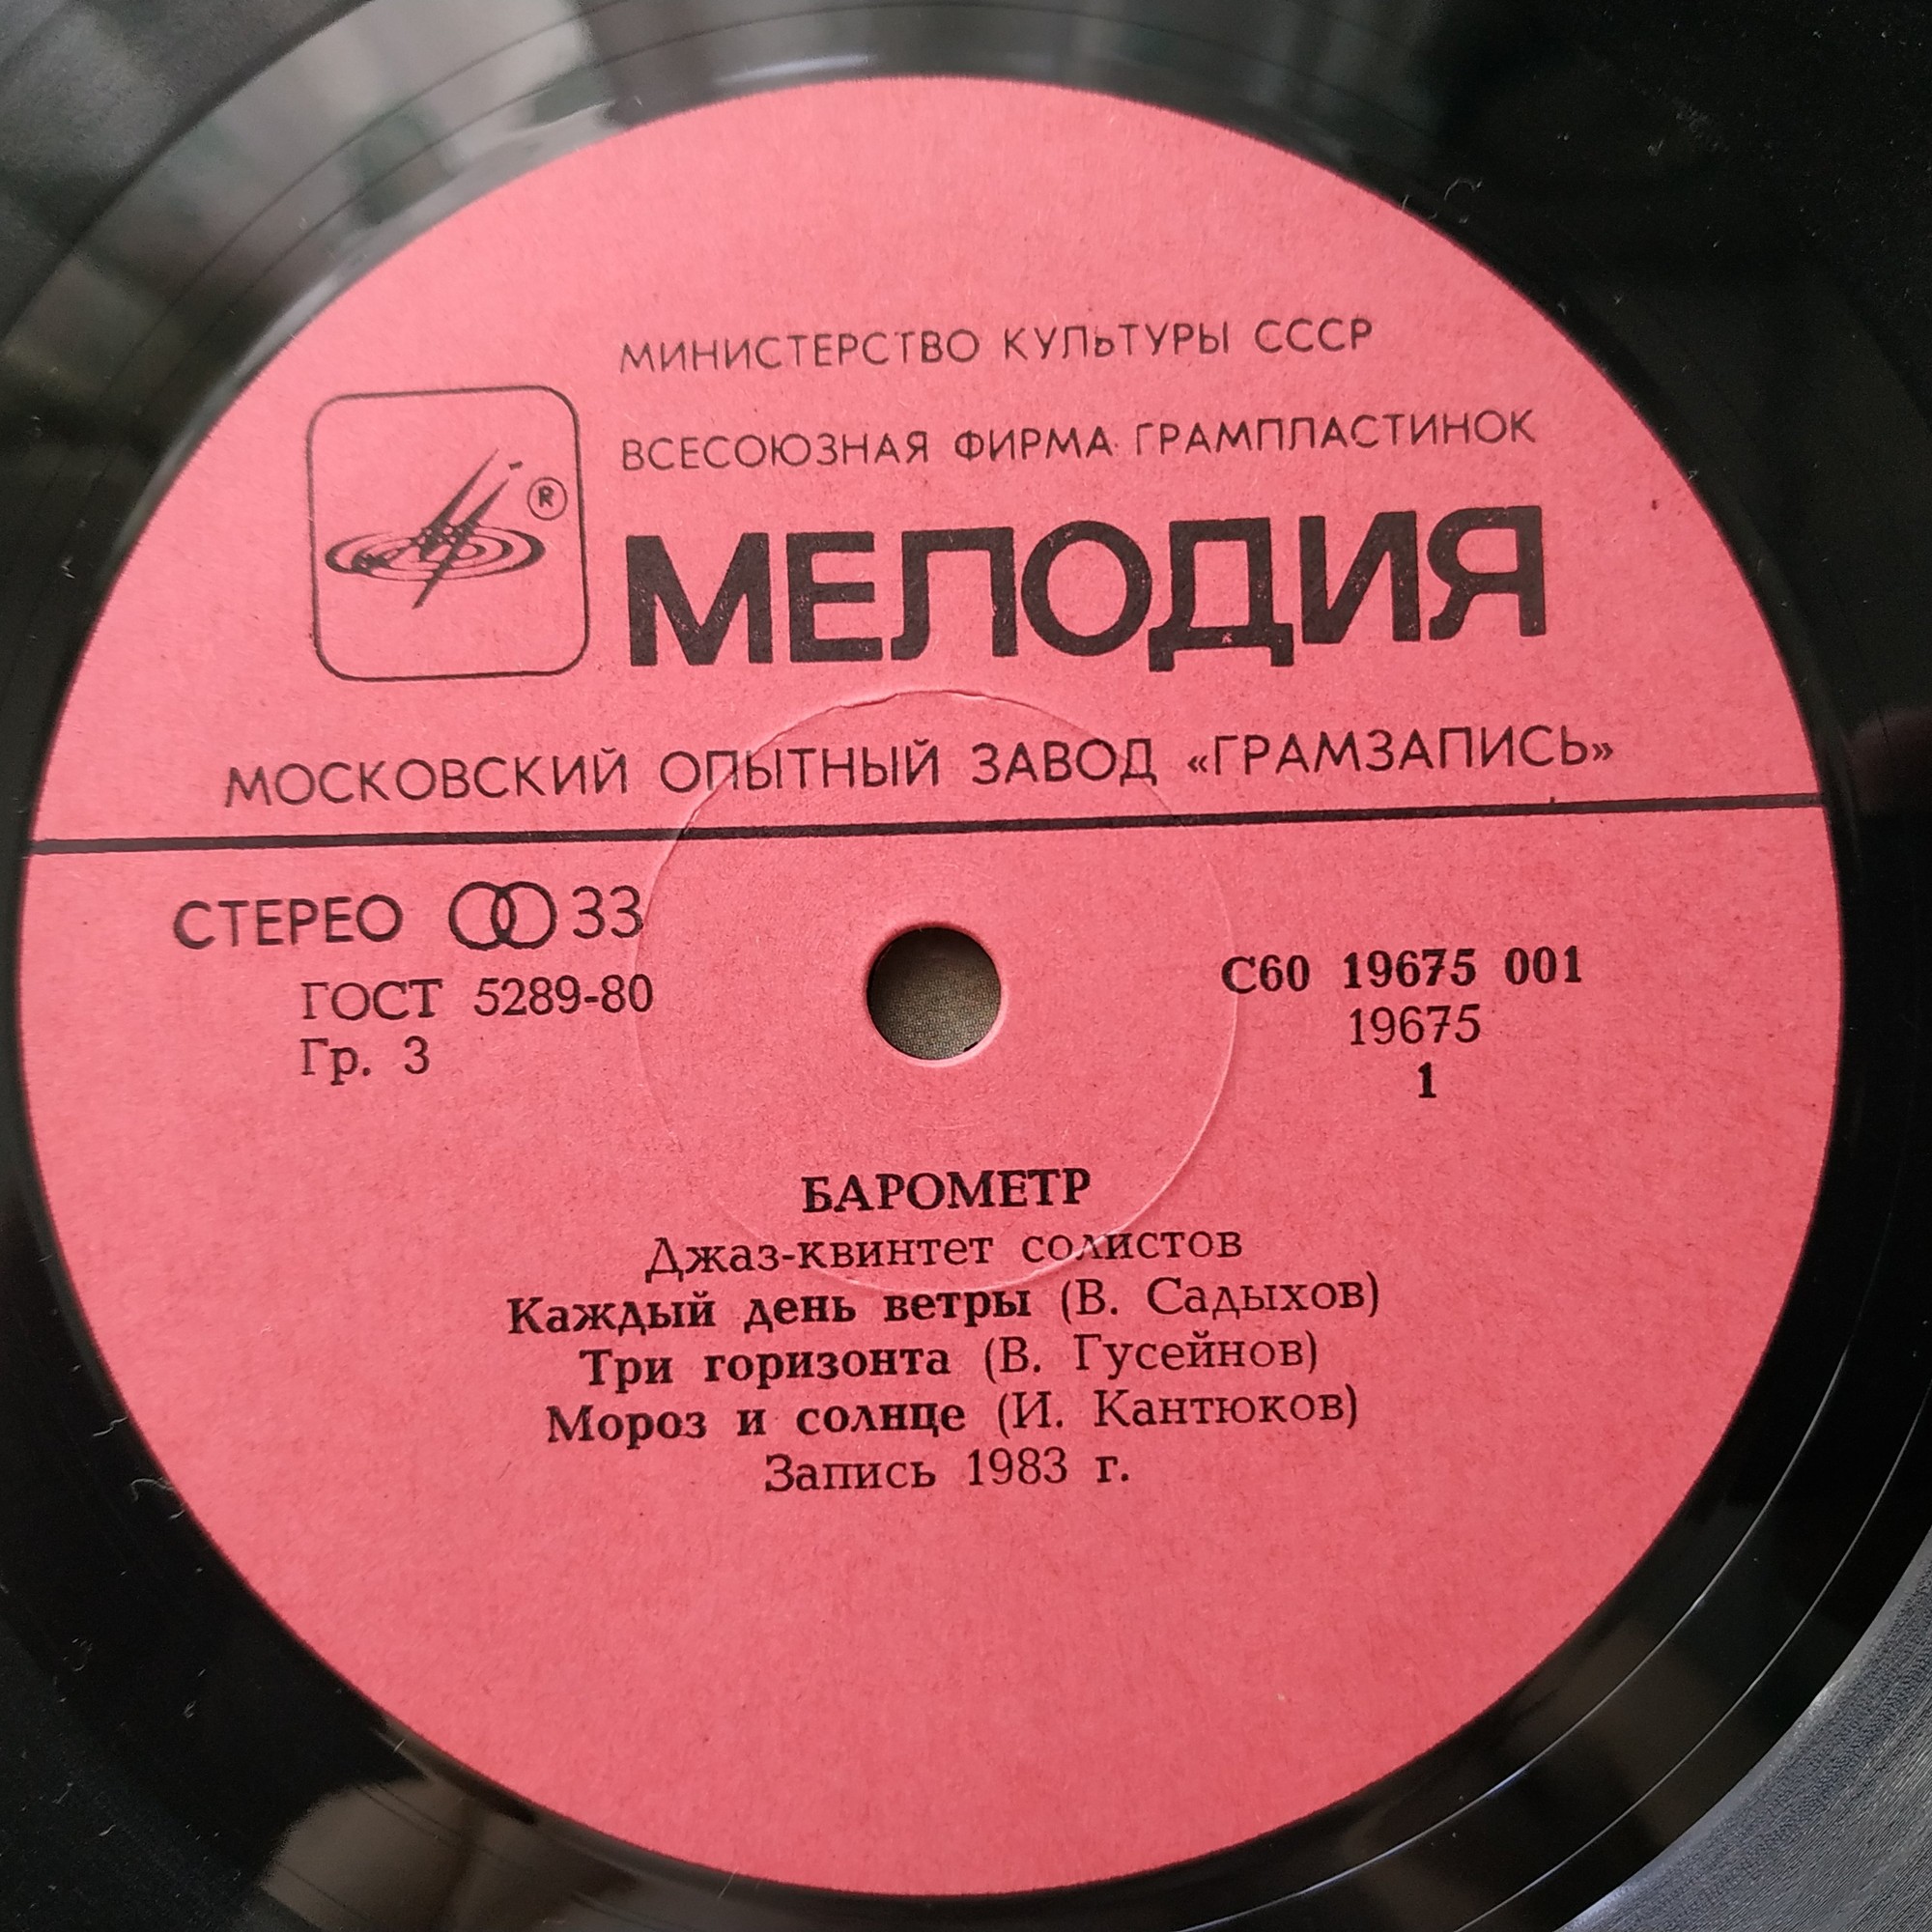 МИНИСТЕРСТВО КУЛЬТУРЫ СССР
ВСЕСОЮЗНАЯ ФИРМА ГРАМПЛАСТИНОК
®
МЕЛОДИЯ
МОСКОВСКИЙ ОПЫТНЫЙ ЗАВОД «ГРАМЗАПИСЬ»
СТЕРЕО 33
ГОСТ 5289-80
Гр. 3
С60 19675 001
19675
1
БАРОМЕТР
Джаз-квинтет солистов
Каждый день ветры (В. Садыхов)
Три горизонта (В. Гусейнов)
Мороз и солнце (И. Кантюков)
Запись 1983 г.